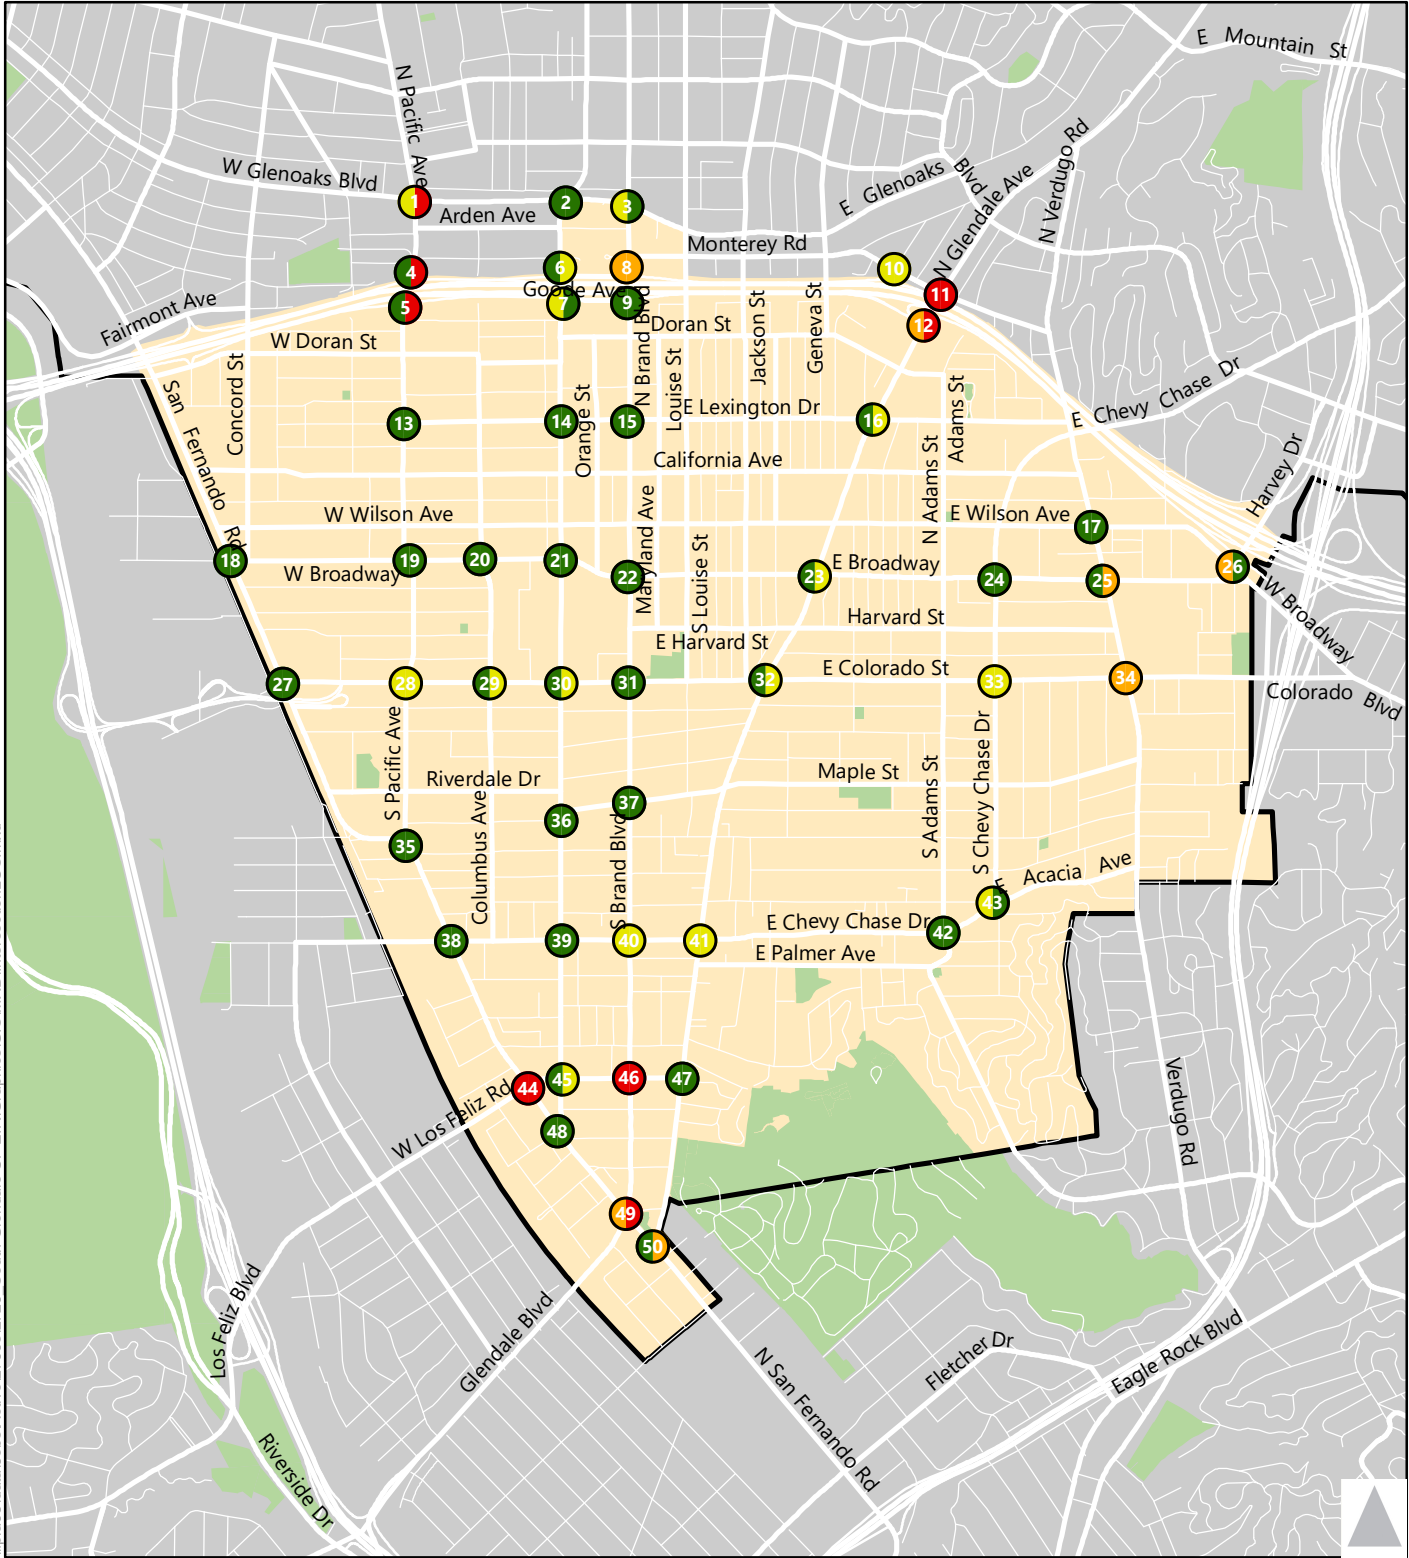 E Mountain St
N Pacific Ave
W Glenoaks Blvd
E Glenoaks Blvd
N Glendale Ave
N Verdugo Rd
1
2
3
Arden Ave
Monterey Rd
4
6
8
10
Goode Ave
11
5
7
9
12
Fairmont Ave
W Doran St
Doran St
N Brand Blvd
Jackson St
Geneva St
Concord St
San Fernando Rd
Louise St
Orange St
E Lexington Dr
Adams St
E Chevy Chase Dr
13
14
15
16
California Ave
N Adams St
Harvey Dr
W Wilson Ave
Maryland Ave
E Wilson Ave
17
S Louise St
18
19
20
21
22
23
24
25
26
W Broadway
E Broadway
W Broadway
Harvard St
E Harvard St
E Colorado St
27
28
29
30
31
32
33
34
Colorado Blvd
S Pacific Ave
Riverdale Dr
Maple St
S Adams St
S Chevy Chase Dr
Columbus Ave
S Brand Blvd
35
36
37
E Acacia Ave
43
E Chevy Chase Dr
38
39
40
41
42
E Palmer Ave
44
45
46
47
W Los Feliz Rd
48
Verdugo Rd
49
50
Los Feliz Blvd
Glendale Blvd
N San Fernando Rd
Fletcher Dr
Eagle Rock Blvd
Riverside Dr